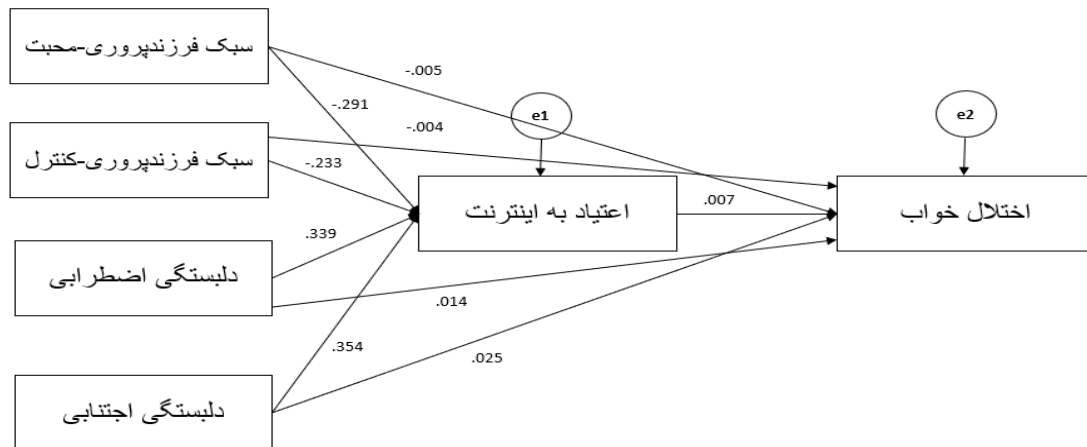 سبک فرزندپروری-محبت
-.005
-.291
e1
e2
-.004
سبک فرزندپروری-کنترل
-.233
اعتیاد به اینترنت
.007
اختلال خواب
.339
دلبستگی اضطرابی
.014
.354
.025
دلبستگی اجتنابی